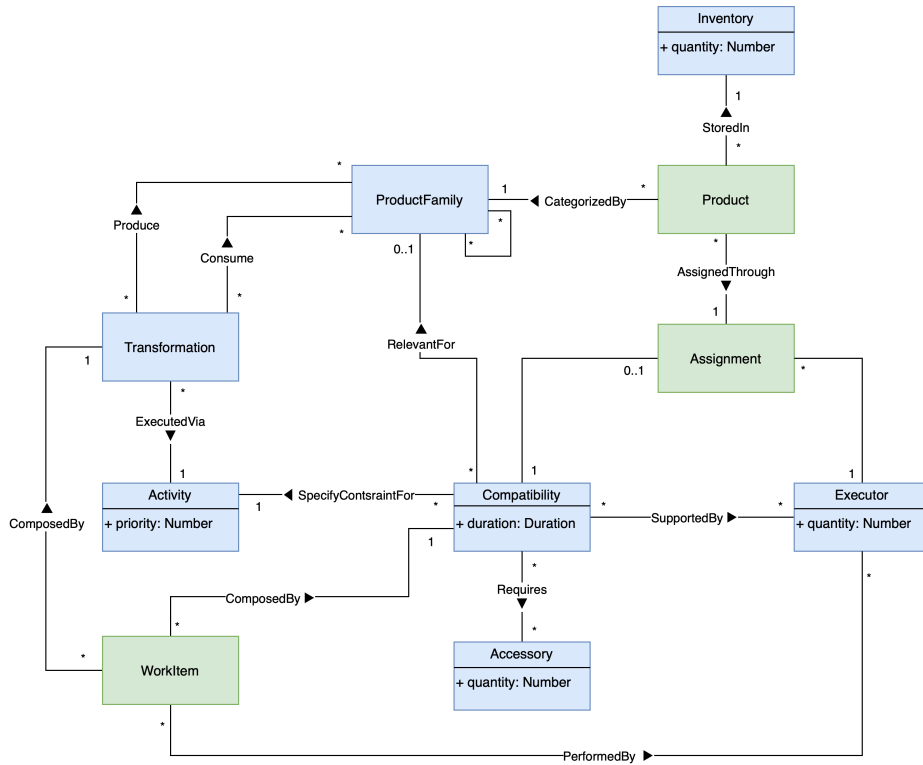 Inventory
+ quantity: Number
1
StoredIn
*
*
ProductFamily
1
CategorizedBy
*
Product
Produce
*
*
*
0..1
*
AssignedThrough
Consume
*
*
1
Transformation
1
RelevantFor
Assignment
0..1
*
*
ExecutedVia
1
*
1
1
Activity
+ priority: Number
1
SpecifyContsraintFor
*
Compatibility
+ duration: Duration
*
SupportedBy
*
Executor
+ quantity: Number
ComposedBy
1
*
Requires
*
ComposedBy
*
*
*
WorkItem
Accessory
+ quantity: Number
*
PerformedBy